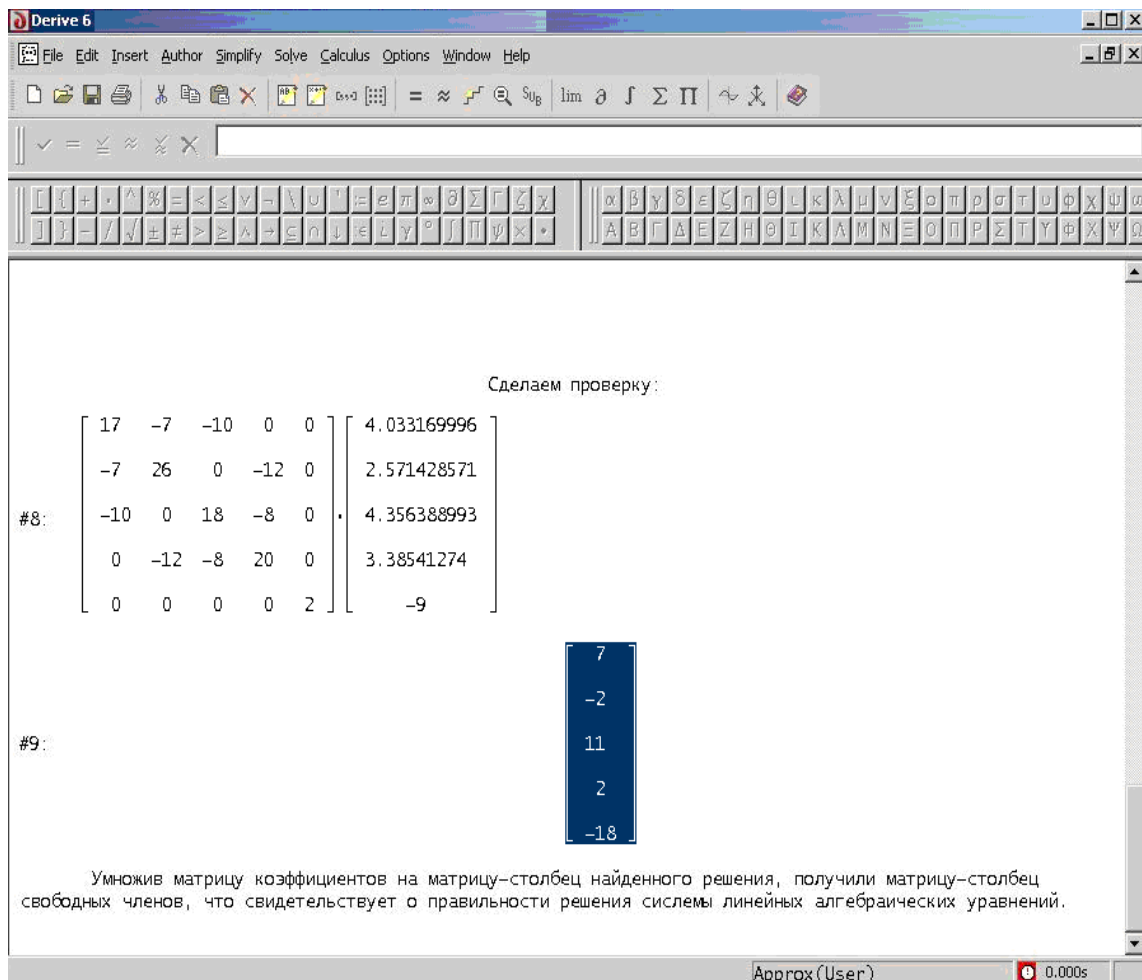 Derive 6
File Edit Insert Author Simplify Solve Calculus Options Window Help
= ≈ SUB lim ∂ ∫ Σ Π
[ { + · ^ % = < ≤ ∨ ¬ \ ∪ ' := e π ∞ ∂ Σ Γ ζ χ α β γ δ ε ζ η θ ι κ λ μ ν ξ ο π ρ σ τ υ φ χ ψ ω
] } - / √ ± ≠ > ≥ ∧ → ⊆ ∩ ↓ :∈ i γ ° ∫ Π ψ × • Α Β Γ Δ Ε Ζ Η Θ Ι Κ Λ Μ Ν Ξ Ο Π Ρ Σ Τ Υ Φ Χ Ψ Ω
Сделаем проверку:
17 -7 -10 0 0 4.033169996
-7 26 0 -12 0 2.571428571
#8: -10 0 18 -8 0 · 4.356388993
0 -12 -8 20 0 3.38541274
0 0 0 0 2 -9
7
-2
#9: 11
2
-18
Умножив матрицу коэффициентов на матрицу-столбец найденного решения, получили матрицу-столбец
свободных членов, что свидетельствует о правильности решения сислемы линейных алгебраических уравнений.
Approx(User) 0.000s